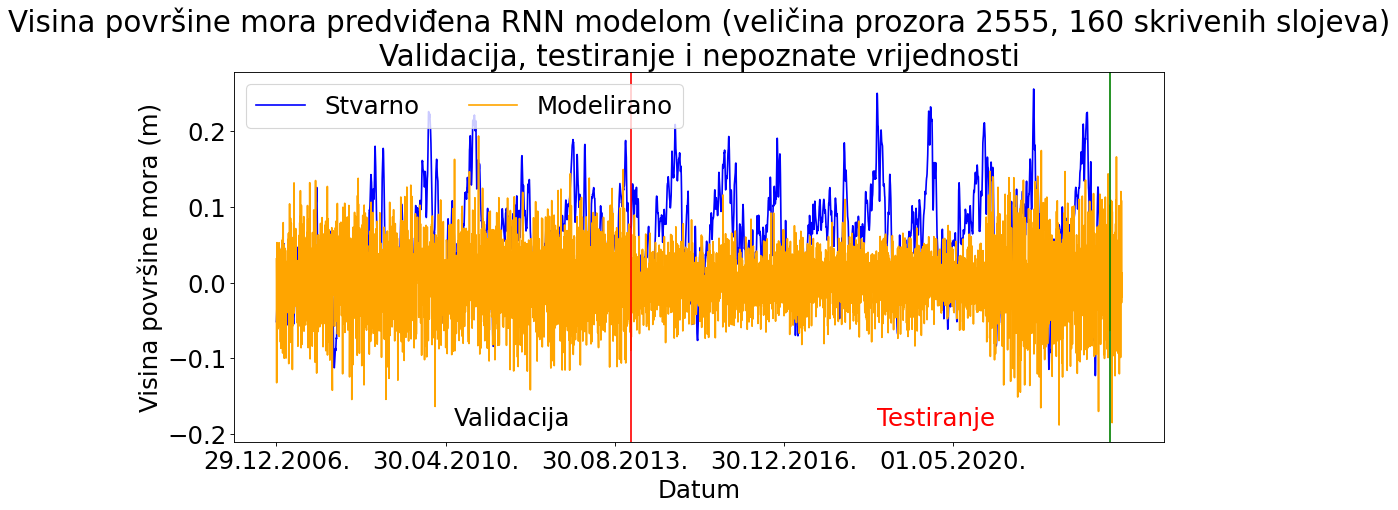 Visina površine mora predviđena RNN modelom (veličina prozora 2555, 160 skrivenih slojeva)
Validacija, testiranje i nepoznate vrijednosti
Stvarno Modelirano
Visina površine mora (m)
0.2
0.1
0.0
−0.1
−0.2
Validacija Testiranje
29.12.2006. 30.04.2010. 30.08.2013. 30.12.2016. 01.05.2020.
Datum